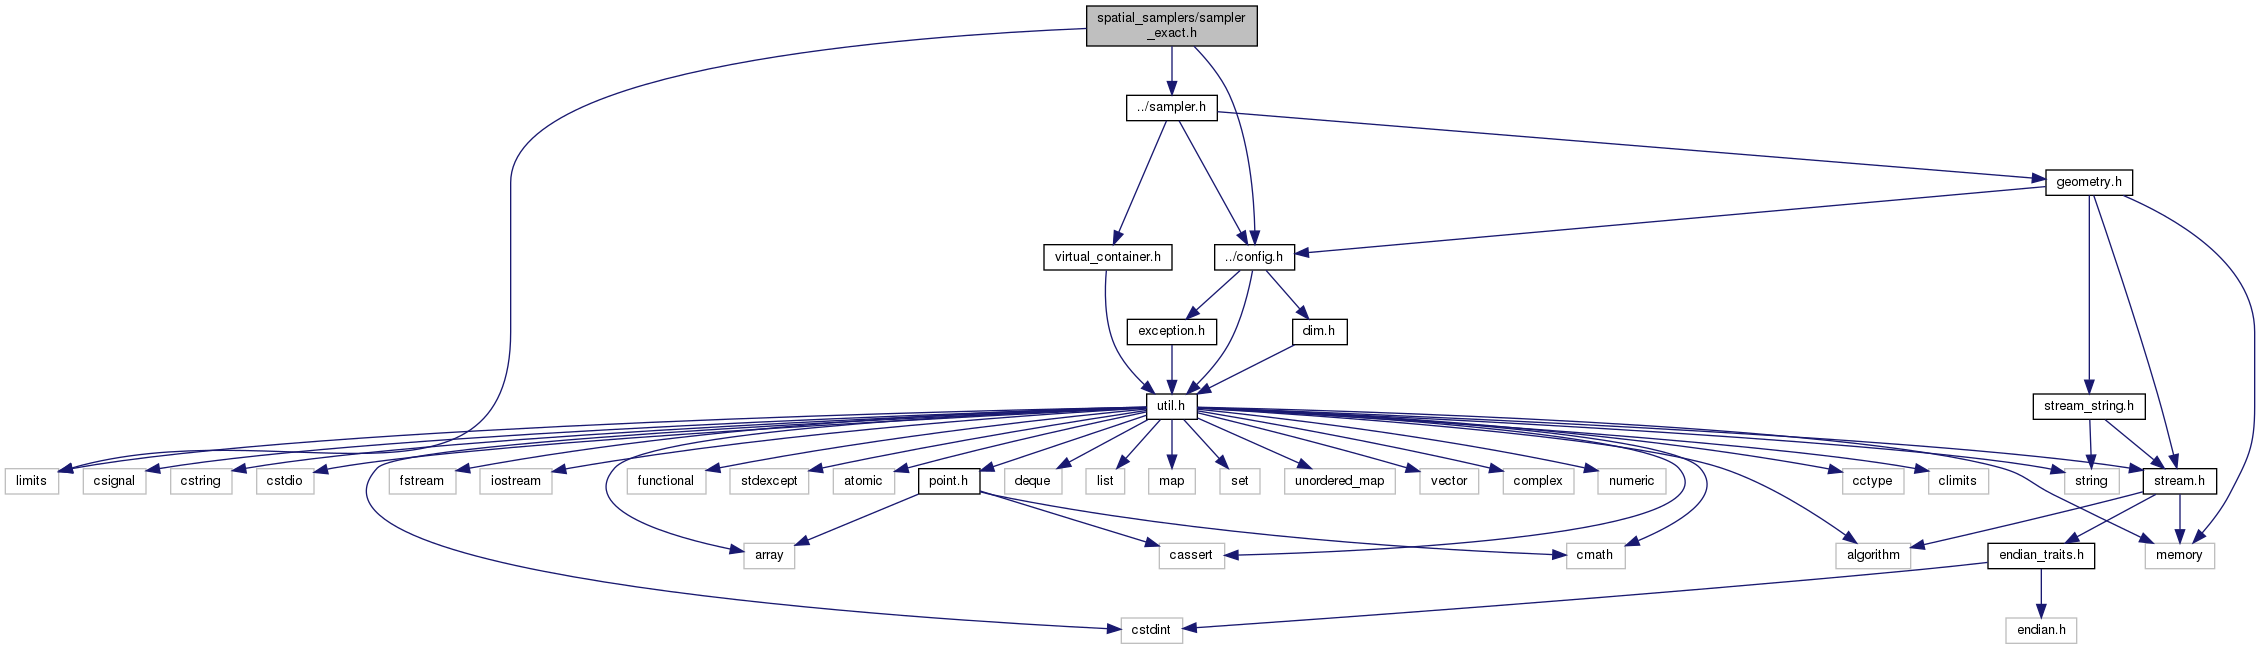 spatial_samplers/sampler
_exact.h
../sampler.h
geometry.h
virtual_container.h
../config.h
exception.h
dim.h
util.h
stream_string.h
limits
csignal
cstring
cstdio
fstream
iostream
functional
stdexcept
atomic
point.h
deque
list
map
set
unordered_map
vector
complex
numeric
cctype
climits
string
stream.h
array
cassert
cmath
algorithm
endian_traits.h
memory
cstdint
endian.h